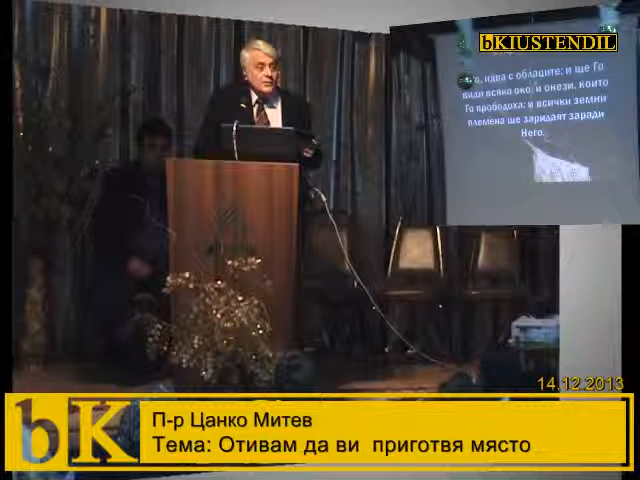 bKIUSTENDIL
идва с облаците; и ще Го
види всяко око, и онези, които
Го прободоха; и всички земни
племена ще заридаят заради
Него.
14.12.2013
bK
П-р Цанко Митев
Тема: Отивам да ви приготвя място